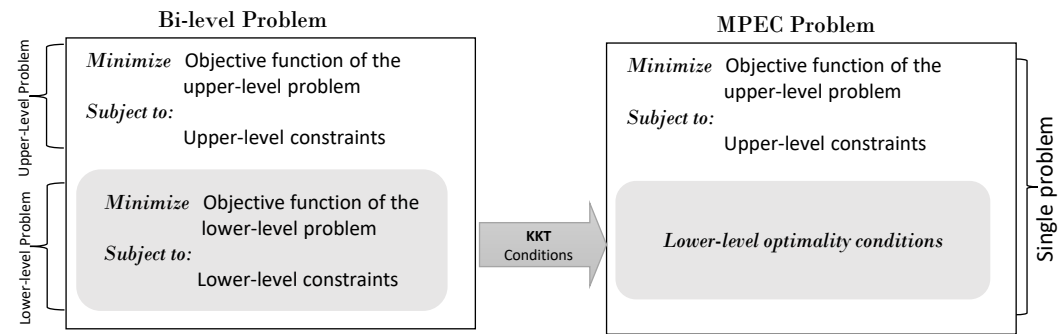 Bi-level Problem
Upper-Level Problem
Minimize Objective function of the
upper-level problem
Subject to:
Upper-level constraints
Lower-level Problem
Minimize Objective function of the
lower-level problem
Subject to:
Lower-level constraints
KKT
Conditions
MPEC Problem
Minimize Objective function of the
upper-level problem
Subject to:
Upper-level constraints
Lower-level optimality conditions
Single problem